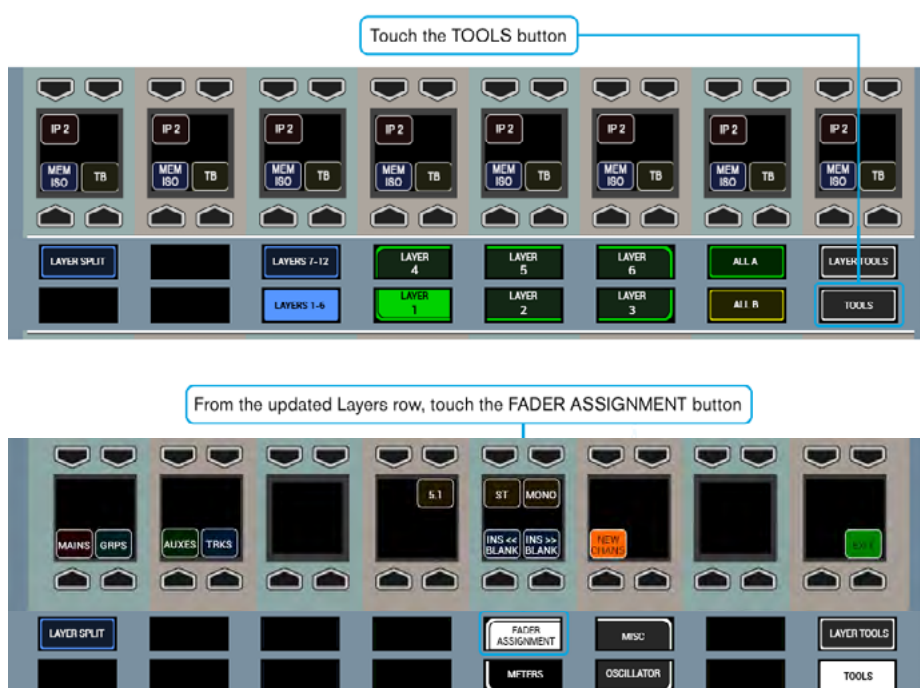 Touch the TOOLS button
IP 2 IP 2 IP 2 IP 2 IP 2 IP 2 IP 2 IP 2
MEM ISO TB MEM ISO TB MEM ISO TB MEM ISO TB MEM ISO TB MEM ISO TB MEM ISO TB MEM ISO TB
LAYER SPLIT LAYERS 7-12 LAYER 4 LAYER 5 LAYER 6 ALL A LAYER TOOLS
LAYERS 1-6 LAYER 1 LAYER 2 LAYER 3 ALL B TOOLS
From the updated Layers row, touch the FADER ASSIGNMENT button
5.1 ST MONO
MAINS GRPS AUXES TRKS INS << BLANK INS >> BLANK NEW CHANS EXIT
LAYER SPLIT FADER ASSIGNMENT MISC LAYER TOOLS
METERS OSCILLATOR TOOLS